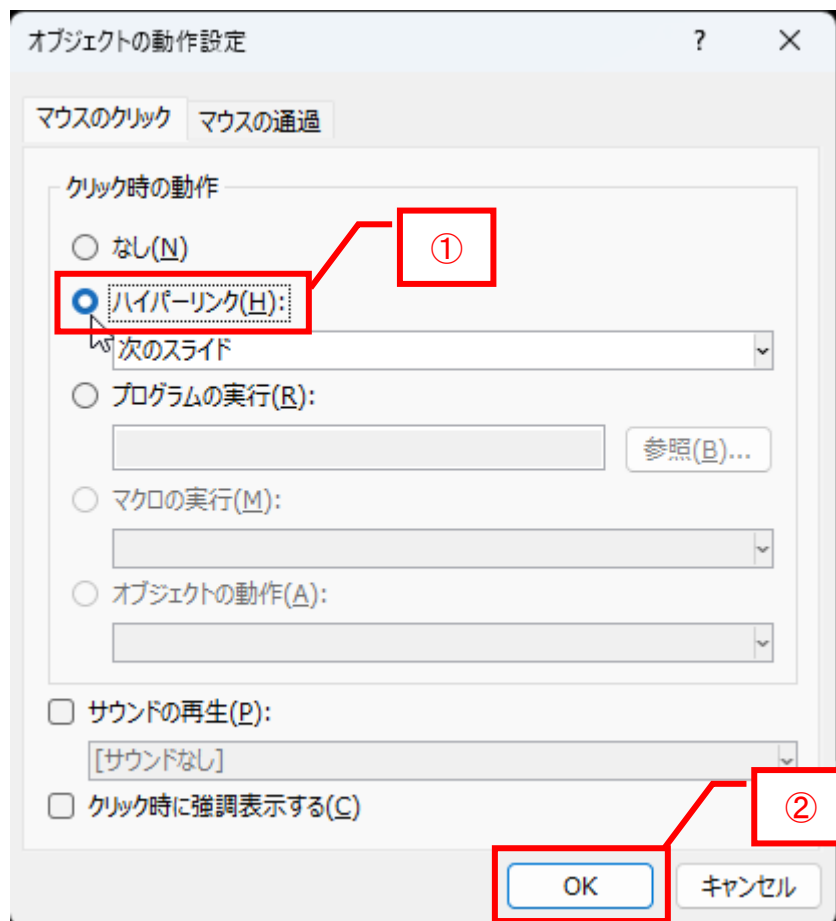 オブジェクトの動作設定 ?
マウスのクリック マウスの通過
クリック時の動作
なし(N)
①
ハイパーリンク(H):
次のスライド
プログラムの実行(R):
参照(B)...
マクロの実行(M):
オブジェクトの動作(A):
サウンドの再生(P):
[サウンドなし]
②
クリック時に強調表示する(C)
OK キャンセル